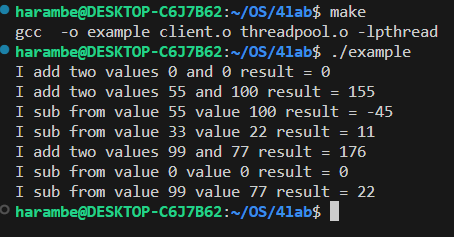 harambe@DESKTOP-C6J7B62:~/OS/4lab$ make
gcc  -o example client.o threadpool.o -lpthread
harambe@DESKTOP-C6J7B62:~/OS/4lab$ ./example
I add two values 0 and 0 result = 0
I add two values 55 and 100 result = 155
I sub from value 55 value 100 result = -45
I sub from value 33 value 22 result = 11
I add two values 99 and 77 result = 176
I sub from value 0 value 0 result = 0
I sub from value 99 value 77 result = 22
harambe@DESKTOP-C6J7B62:~/OS/4lab$